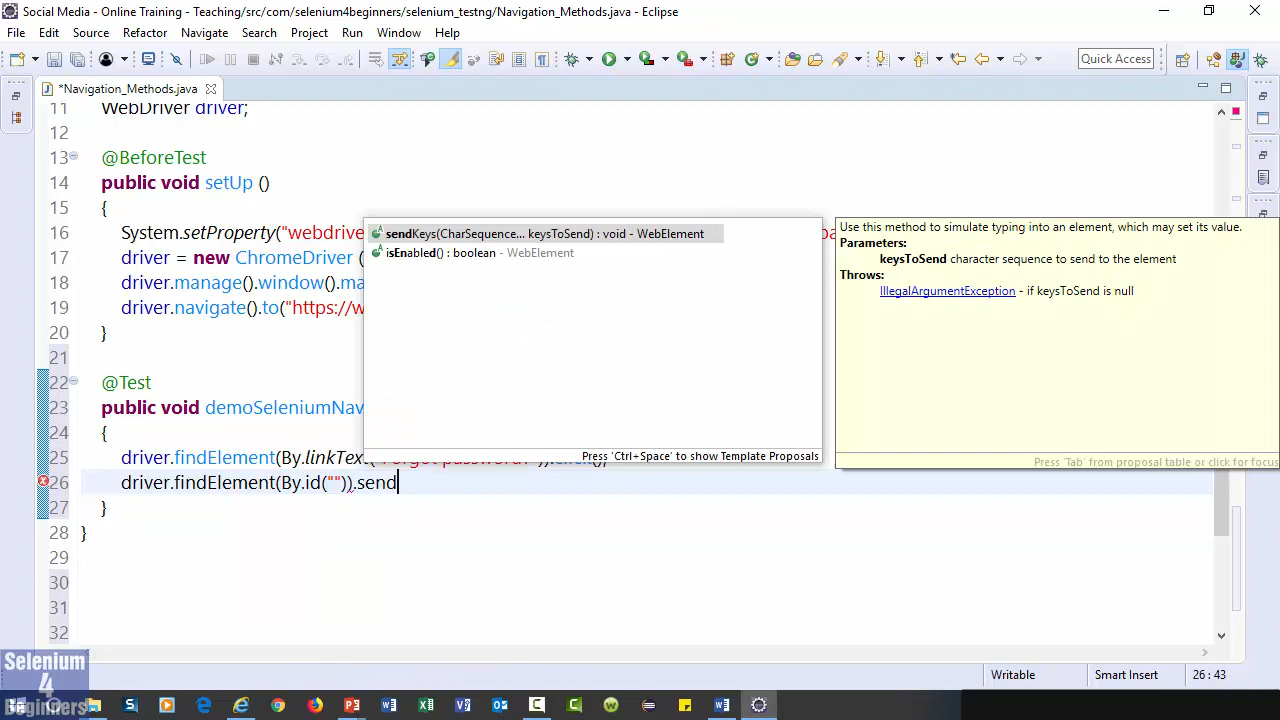 Social Media - Online Training - Teaching/src/com/selenium4beginners/selenium_testng/Navigation_Methods.java - Eclipse
File Edit Source Refactor Navigate Search Project Run Window Help
Quick Access
*Navigation_Methods.java
11 WebDriver driver;
12
13 @BeforeTest
14 public void setUp ()
15 {
16 System.setProperty("webdrive
17 driver = new ChromeDriver (
18 driver.manage().window().ma
19 driver.navigate().to("https://w
20 }
21
22 @Test
23 public void demoSeleniumNav
24 {
25 driver.findElement(By.linkText("Forgot password?")).click();
26 driver.findElement(By.id("")).send
27 }
28 }
29
30
31
32
sendKeys(CharSequence... keysToSend) : void - WebElement
isEnabled() : boolean - WebElement
Press 'Ctrl+Space' to show Template Proposals
Use this method to simulate typing into an element, which may set its value.
Parameters:
keysToSend character sequence to send to the element
Throws:
IllegalArgumentException - if keysToSend is null
Press 'Tab' from proposal table or click for focus
Writable Smart Insert 26 : 43
Selenium
4
Beginners